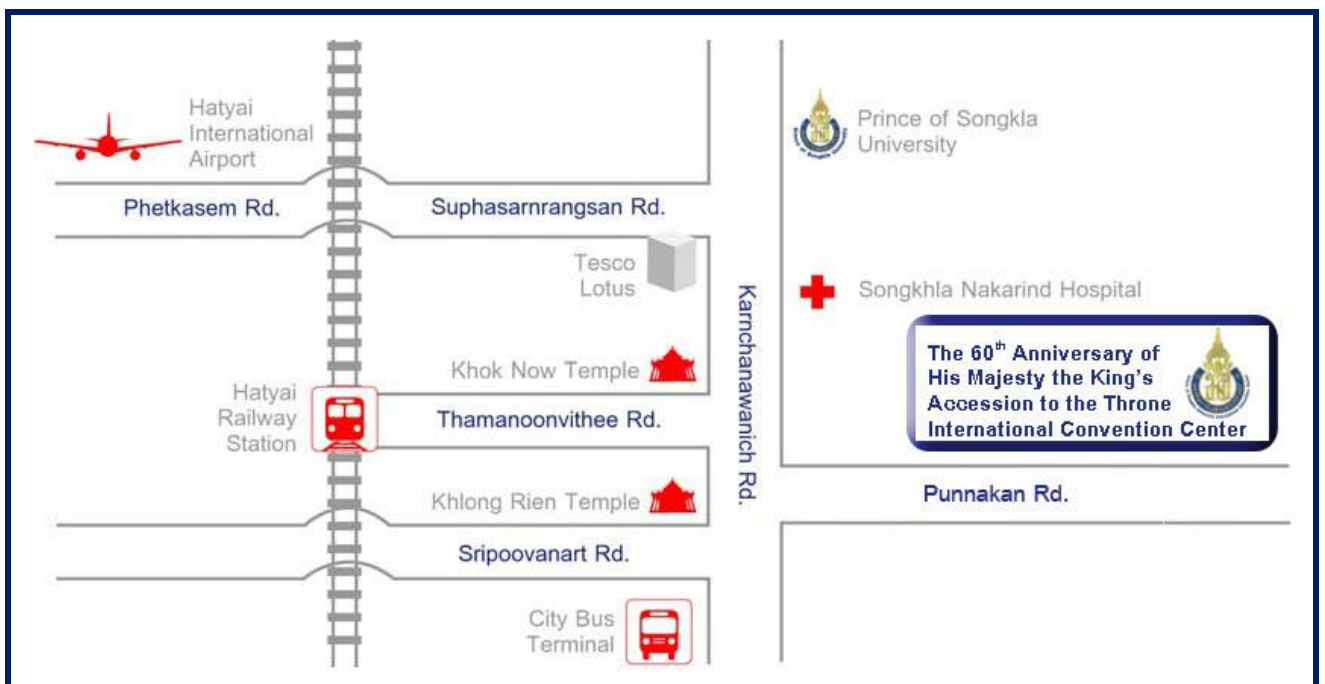 Hatyai
International
Airport
Prince of Songkla
University
Phetkasem Rd.
Suphasarnrangsan Rd.
Tesco
Lotus
Karnchanawanich Rd.
Songkhla Nakarind Hospital
The 60th Anniversary of
His Majesty the King's
Accession to the Throne
International Convention Center
Khok Now Temple
Hatyai
Railway
Station
Thamanoonvithee Rd.
Khlong Rien Temple
Punnakan Rd.
Sripoovanart Rd.
City Bus
Terminal